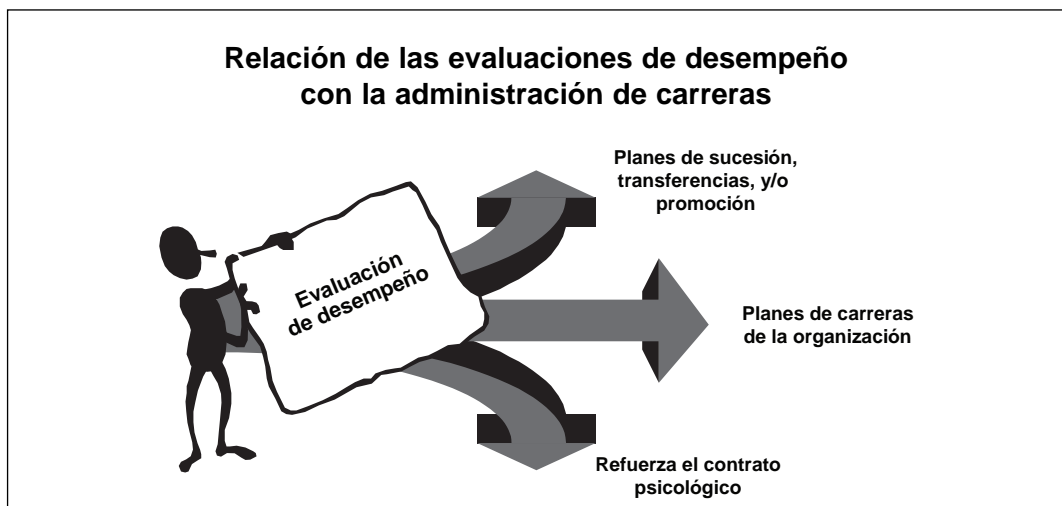 Relación de las evaluaciones de desempeño
con la administración de carreras
Planes de sucesión,
transferencias, y/o
promoción
Evaluación
de desempeño
Planes de carreras
de la organización
Refuerza el contrato
psicológico